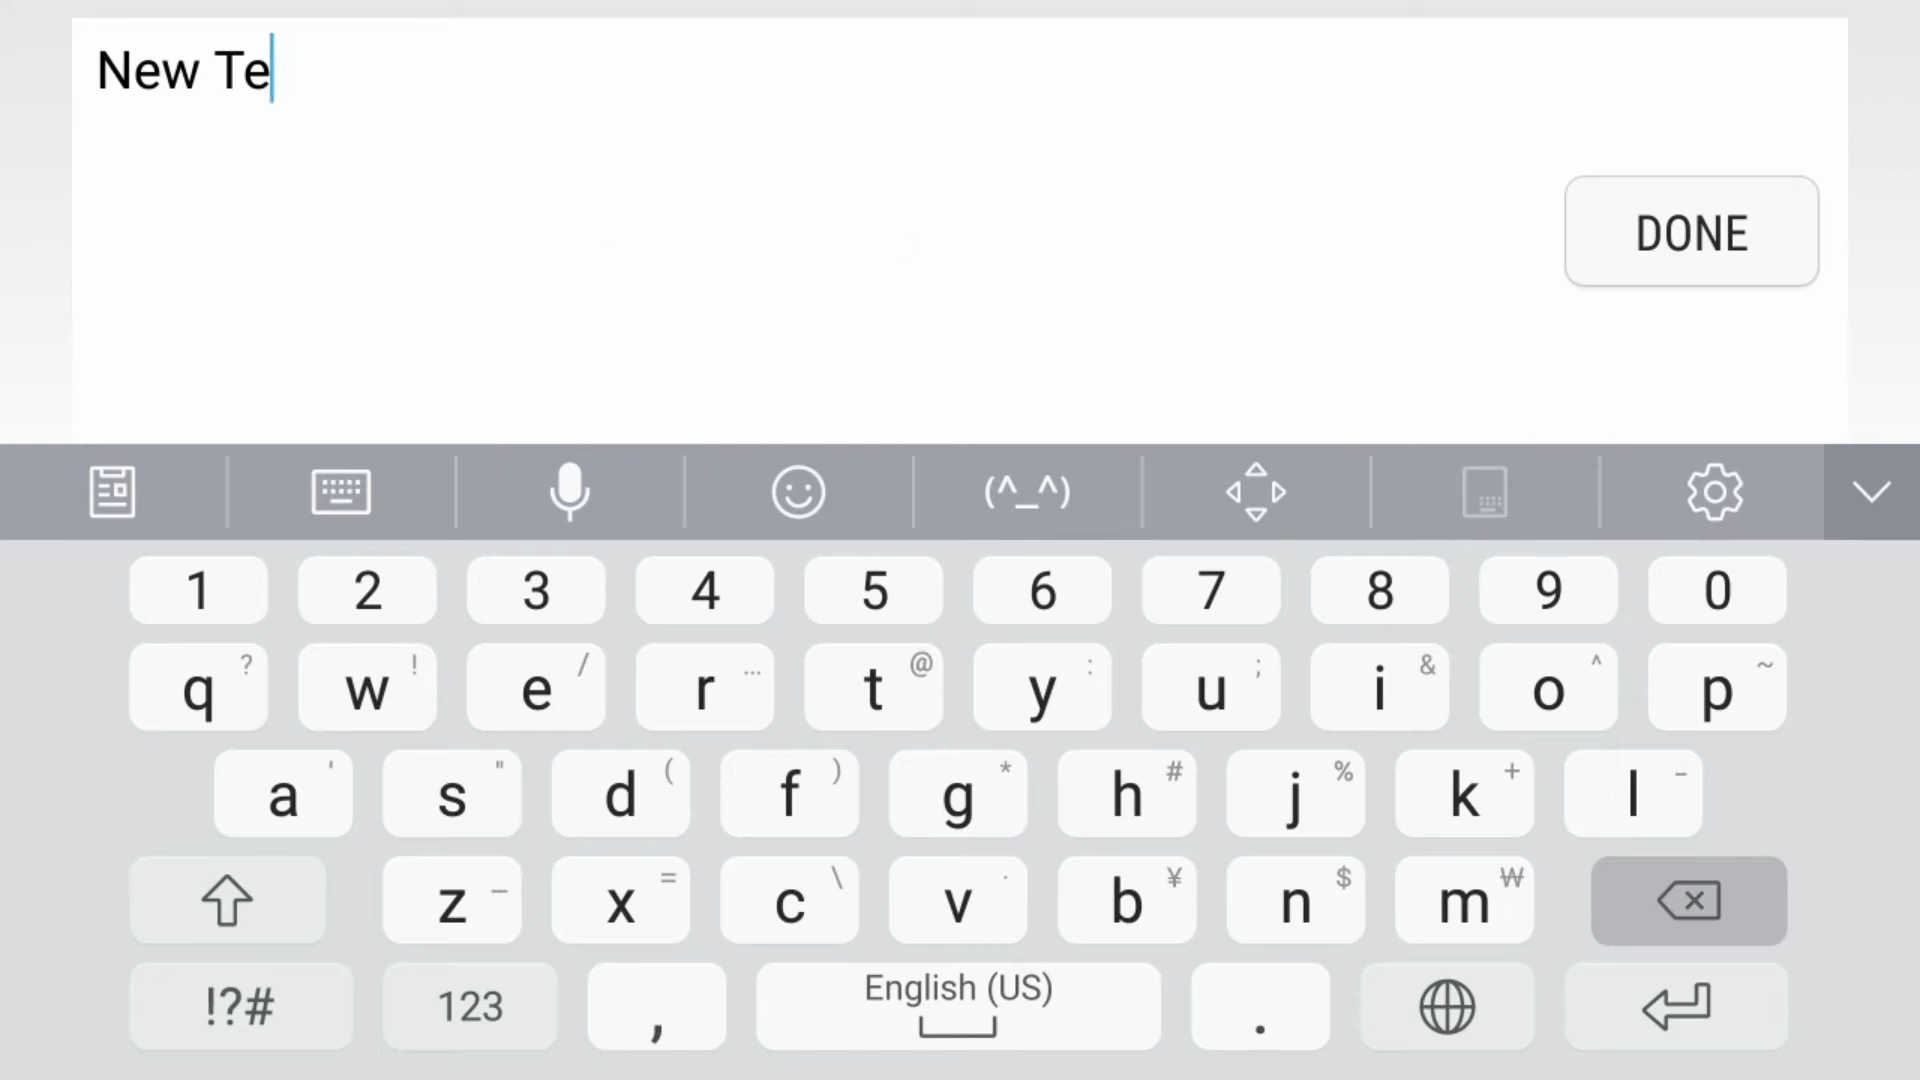 New Te
DONE
(^_^)
1 2 3 4 5 6 7 8 9 0
q ? w ! e / r ... t @ y : u ; i & o ^ p ~
a ' s " d ( f ) g * h # j % k + l -
z _ x = c \ v · b ¥ n $ m ₩
!?# 123 , English (US) .